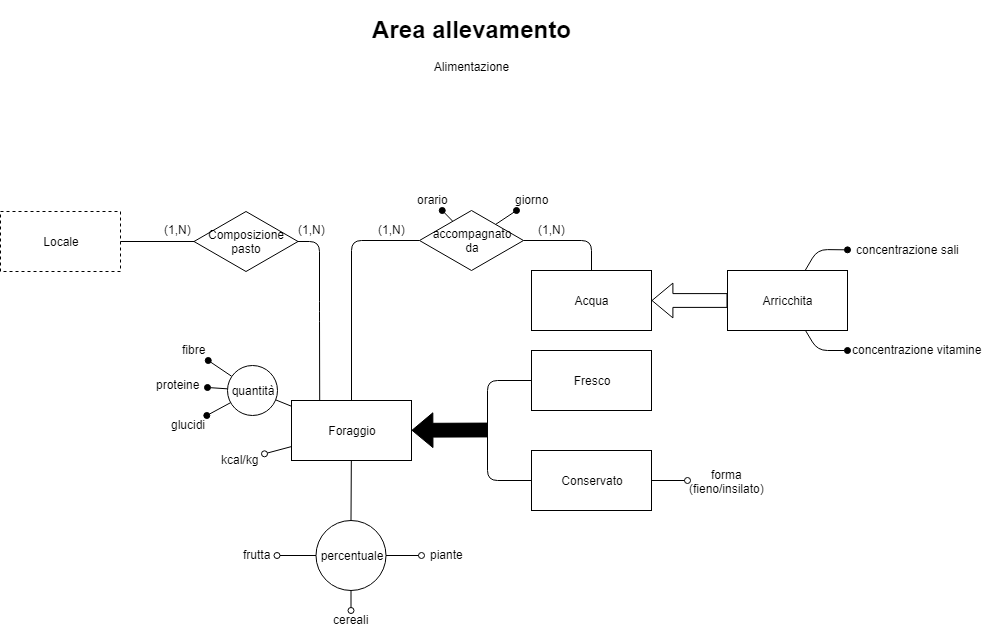 Area allevamento
Alimentazione
orario
giorno
Locale
(1,N)
Composizione
pasto
(1,N)
(1,N)
accompagnato
da
(1,N)
concentrazione sali
Acqua
Arricchita
concentrazione vitamine
fibre
proteine
glucidi
quantità
Fresco
Foraggio
kcal/kg
Conservato
forma
(fieno/insilato)
frutta
percentuale
piante
cereali